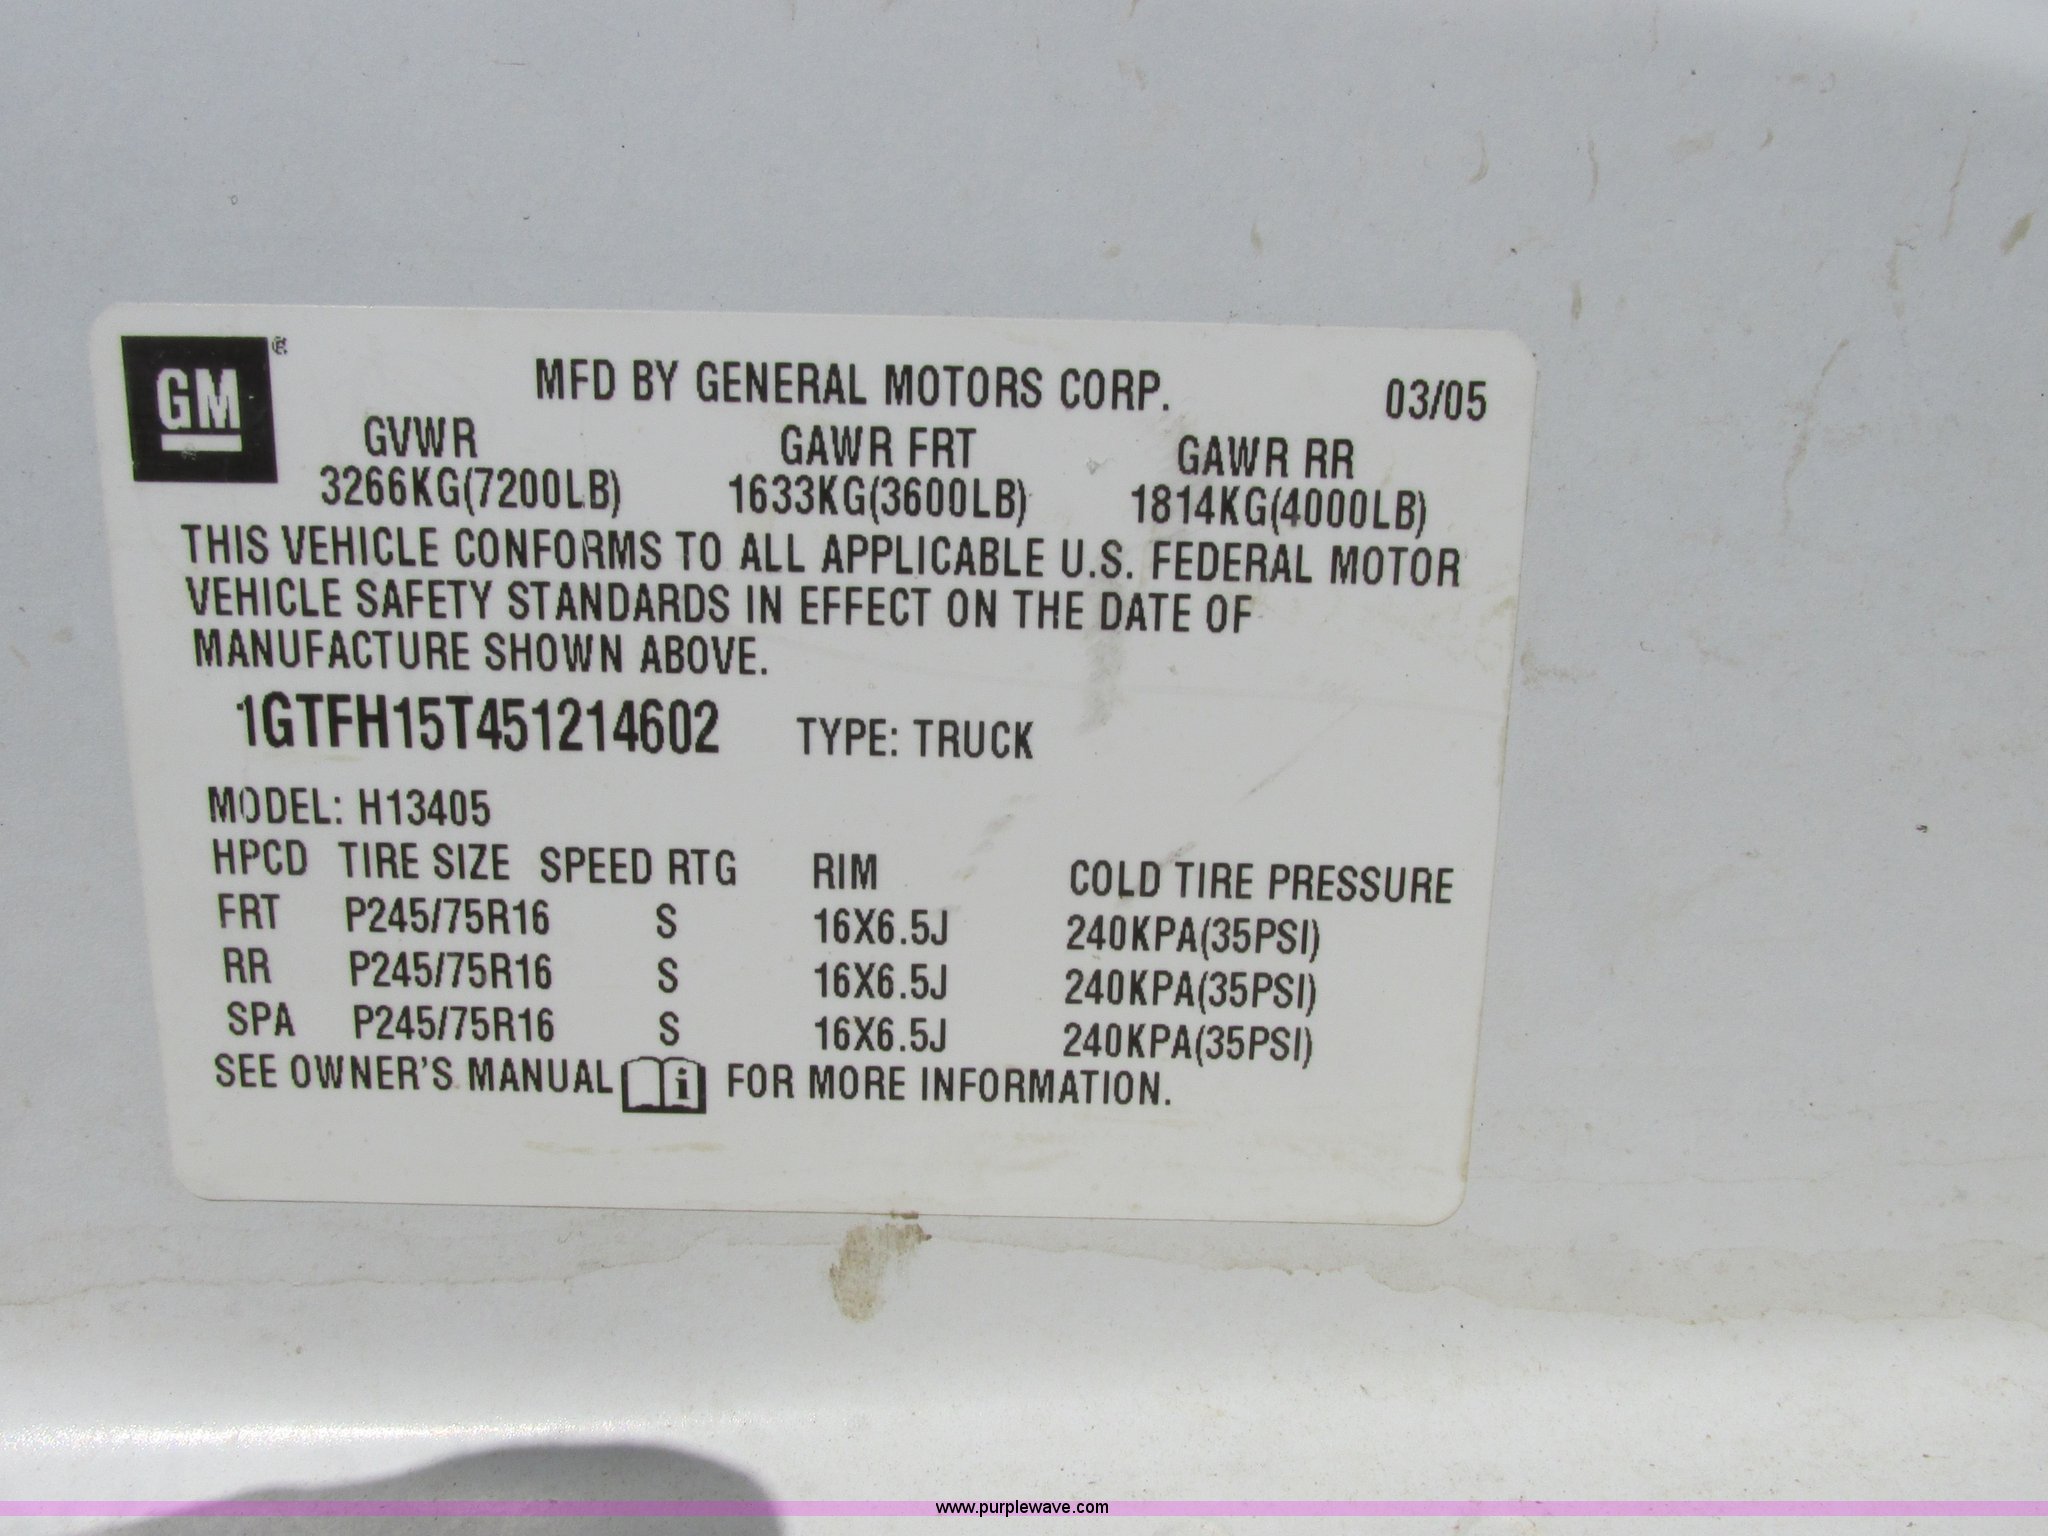 GM®
MFD BY GENERAL MOTORS CORP. 03/05
GVWR GAWR FRT GAWR RR
3266KG(7200LB) 1633KG(3600LB) 1814KG(4000LB)
THIS VEHICLE CONFORMS TO ALL APPLICABLE U.S. FEDERAL MOTOR
VEHICLE SAFETY STANDARDS IN EFFECT ON THE DATE OF
MANUFACTURE SHOWN ABOVE.
1GTFH15T451214602 TYPE: TRUCK
MODEL: H13405
HPCD TIRE SIZE SPEED RTG RIM COLD TIRE PRESSURE
FRT P245/75R16 S 16X6.5J 240KPA(35PSI)
RR P245/75R16 S 16X6.5J 240KPA(35PSI)
SPA P245/75R16 S 16X6.5J 240KPA(35PSI)
SEE OWNER'S MANUAL i FOR MORE INFORMATION.
www.purplewave.com